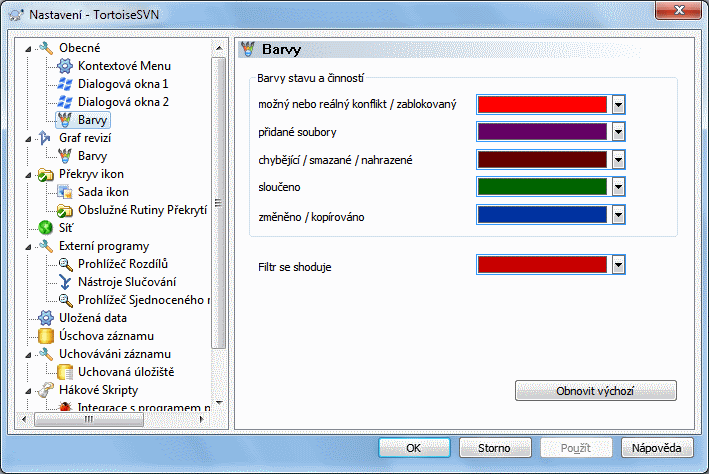 Nastavení - TortoiseSVN
Obecné
Kontextové Menu
Dialogová okna 1
Dialogová okna 2
Barvy
Graf revizí
Barvy
Překryv ikon
Sada ikon
Obslužné Rutiny Překrytí
Síť
Externí programy
Prohlížeč Rozdílů
Nástroje Slučování
Prohlížeč Sjednoceného r
Uložená data
Úschova záznamu
Uchováváni záznamu
Uchovaná úložiště
Hákové Skripty
Integrace s programem p
Barvy
Barvy stavu a činností
možný nebo reálný konflikt / zablokovaný
přidané soubory
chybějící / smazané / nahrazené
sloučeno
změněno / kopírováno
Filtr se shoduje
Obnovit výchozí
OK
Storno
Použít
Nápověda